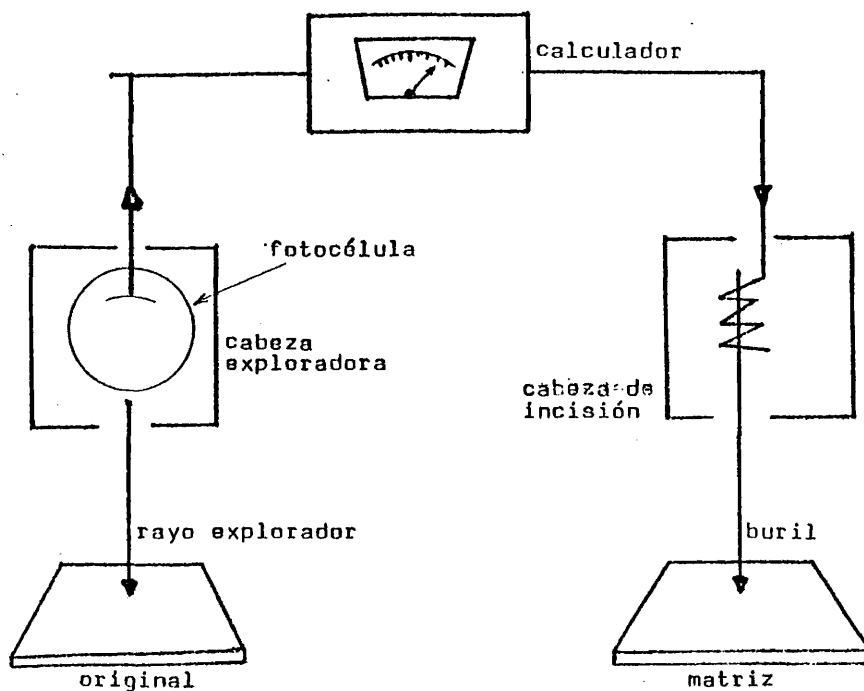 calculador
fotocélula
cabeza
exploradora
cabeza de
incisión
rayo explorador
buril
original
matriz